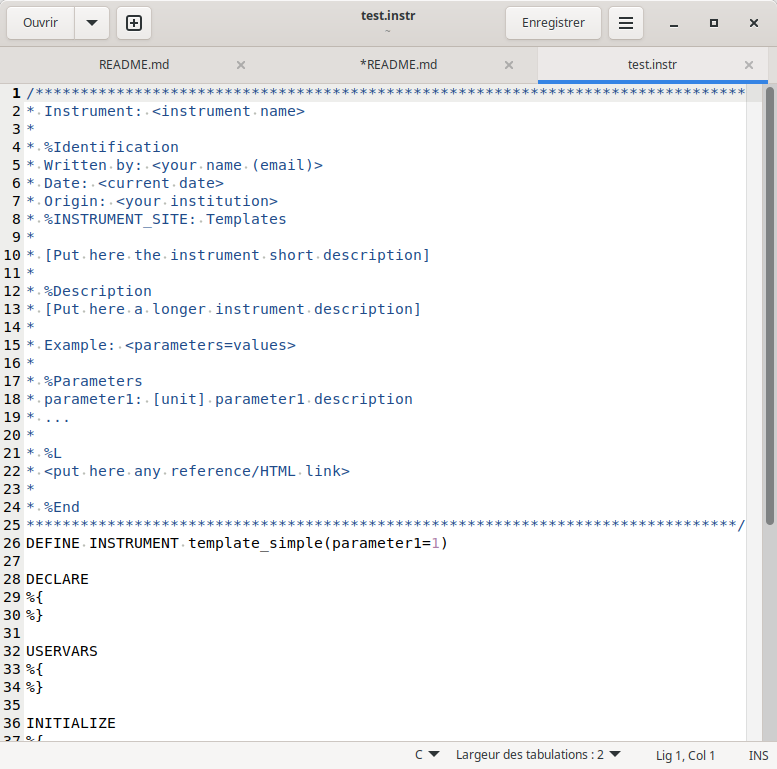 Ouvrir
test.instr
~
Enregistrer
README.md
*README.md
test.instr
1 /*******************************************************************************
2 * Instrument: <instrument name>
3 *
4 * %Identification
5 * Written by: <your name (email)>
6 * Date: <current date>
7 * Origin: <your institution>
8 * %INSTRUMENT_SITE: Templates
9 *
10 * [Put here the instrument short description]
11 *
12 * %Description
13 * [Put here a longer instrument description]
14 *
15 * Example: <parameters=values>
16 *
17 * %Parameters
18 * parameter1: [unit] parameter1 description
19 * ...
20 *
21 * %L
22 * <put here any reference/HTML link>
23 *
24 * %End
25 *******************************************************************************/
26 DEFINE INSTRUMENT template_simple(parameter1=1)
27
28 DECLARE
29 %{
30 %}
31
32 USERVARS
33 %{
34 %}
35
36 INITIALIZE
37 %{
C
Largeur des tabulations : 2
Lig 1, Col 1
INS